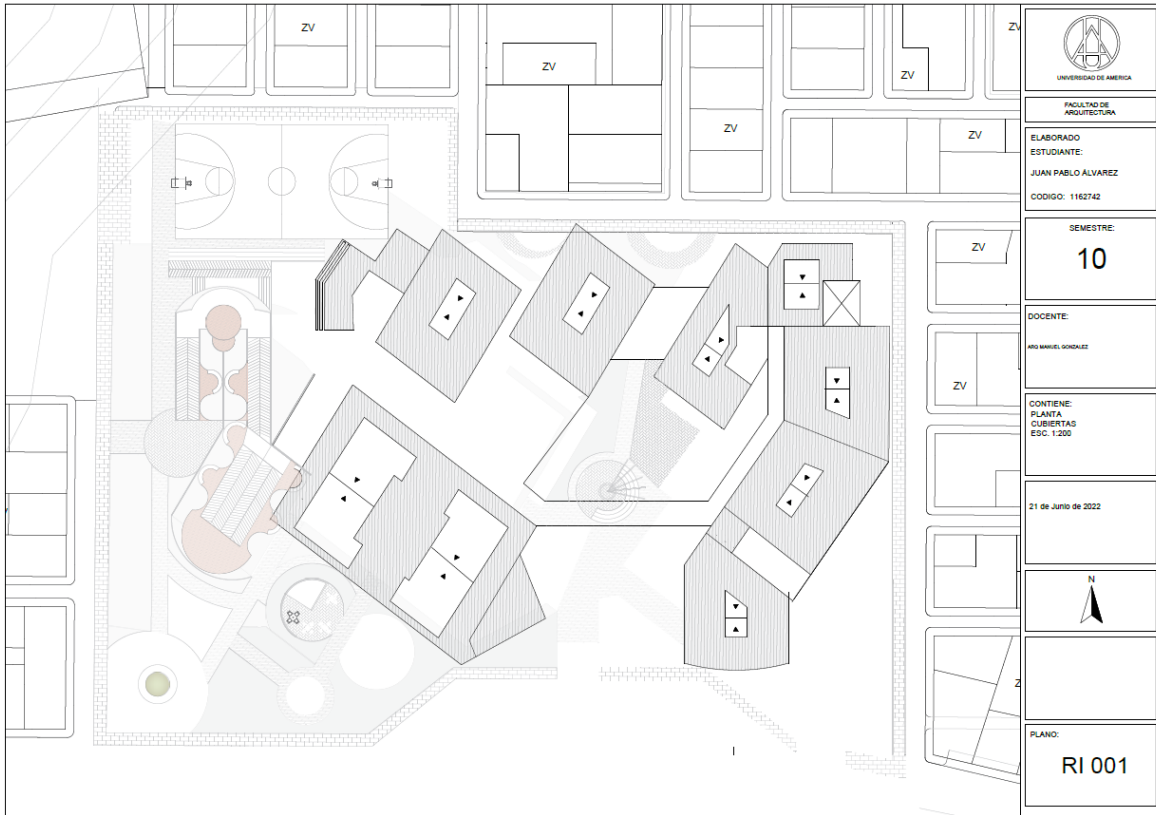 ZV
ZV
ZV
ZV
ZV
ZV
ZV
ZV
Z
UNIVERSIDAD DE AMERICA
FACULTAD DE
ARQUITECTURA
ELABORADO
ESTUDIANTE:
JUAN PABLO ÁLVAREZ
CODIGO: 1162742
SEMESTRE:
10
DOCENTE:
ARQ MANUEL GONZALEZ
CONTIENE:
PLANTA
CUBIERTAS
ESC. 1:200
21 de Junio de 2022
N
PLANO:
RI 001